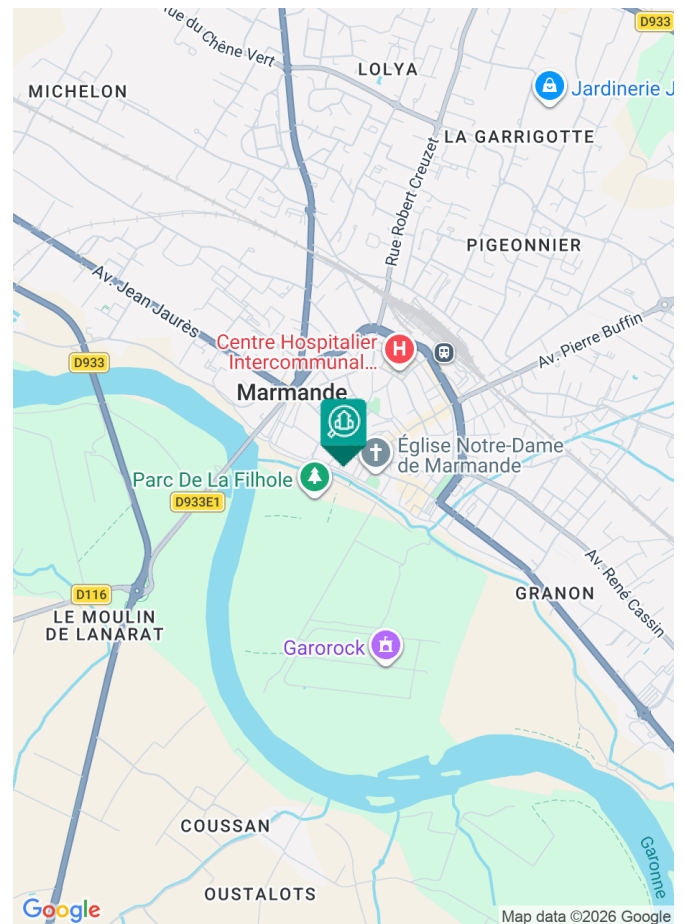 D933
Rue du Chêne Vert
LOLYA
MICHELON
Jardinerie J
LA GARRIGOTTE
Rue Robert Creuzet
PIGEONNIER
Av. Jean Jaurès
Av. Pierre Buffin
Centre Hospitalier
Intercommunal...
H
D933
Marmande
Église Notre-Dame
de Marmande
Parc De La Filhole
D933E1
Av. René Cassin
D116
GRANON
LE MOULIN
DE LANARAT
Garorock
COUSSAN
Garonne
OUSTALOTS
Google
Map data ©2026 Google